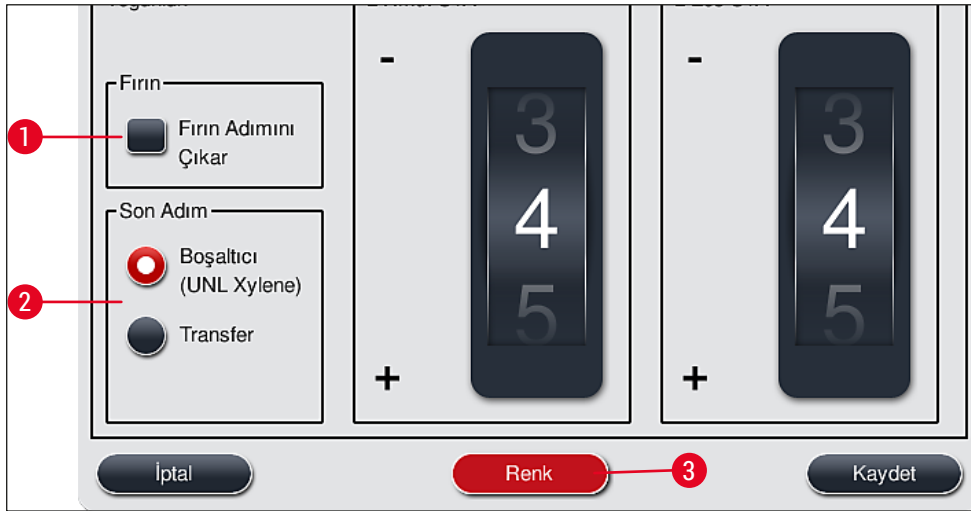 Fırın
1
Fırın Adımını
Çıkar
Son Adım
2
Boşaltıcı
(UNL Xylene)
Transfer
-
3
4
5
+
-
3
4
5
+
İptal
Renk
3
Kaydet